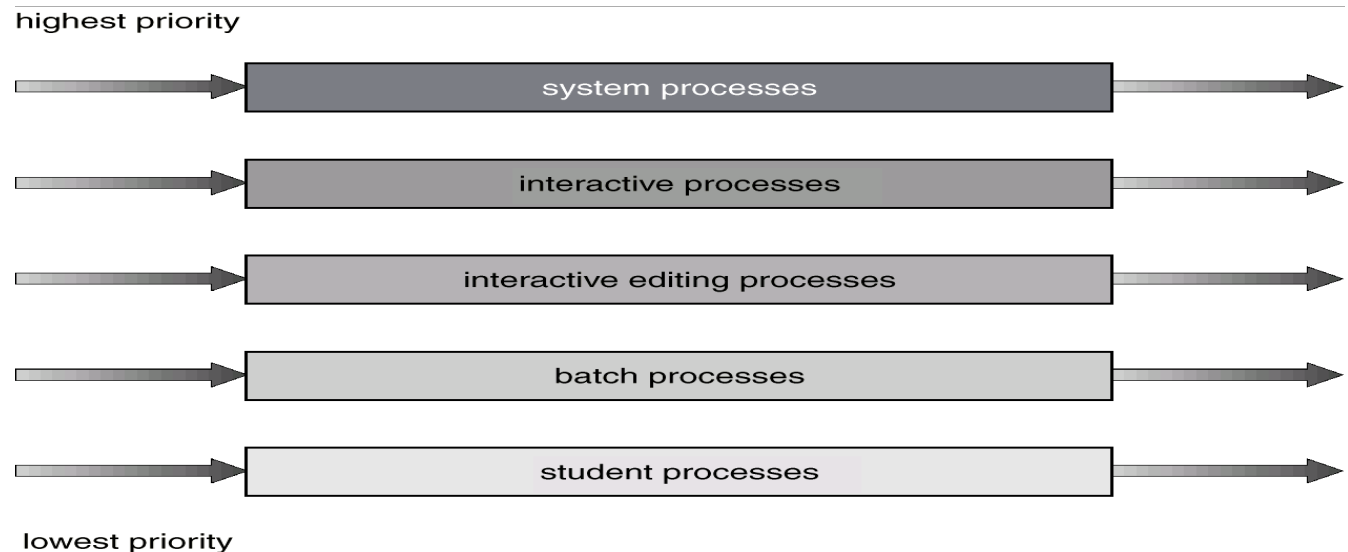 highest priority
system processes
interactive processes
interactive editing processes
batch processes
student processes
lowest priority